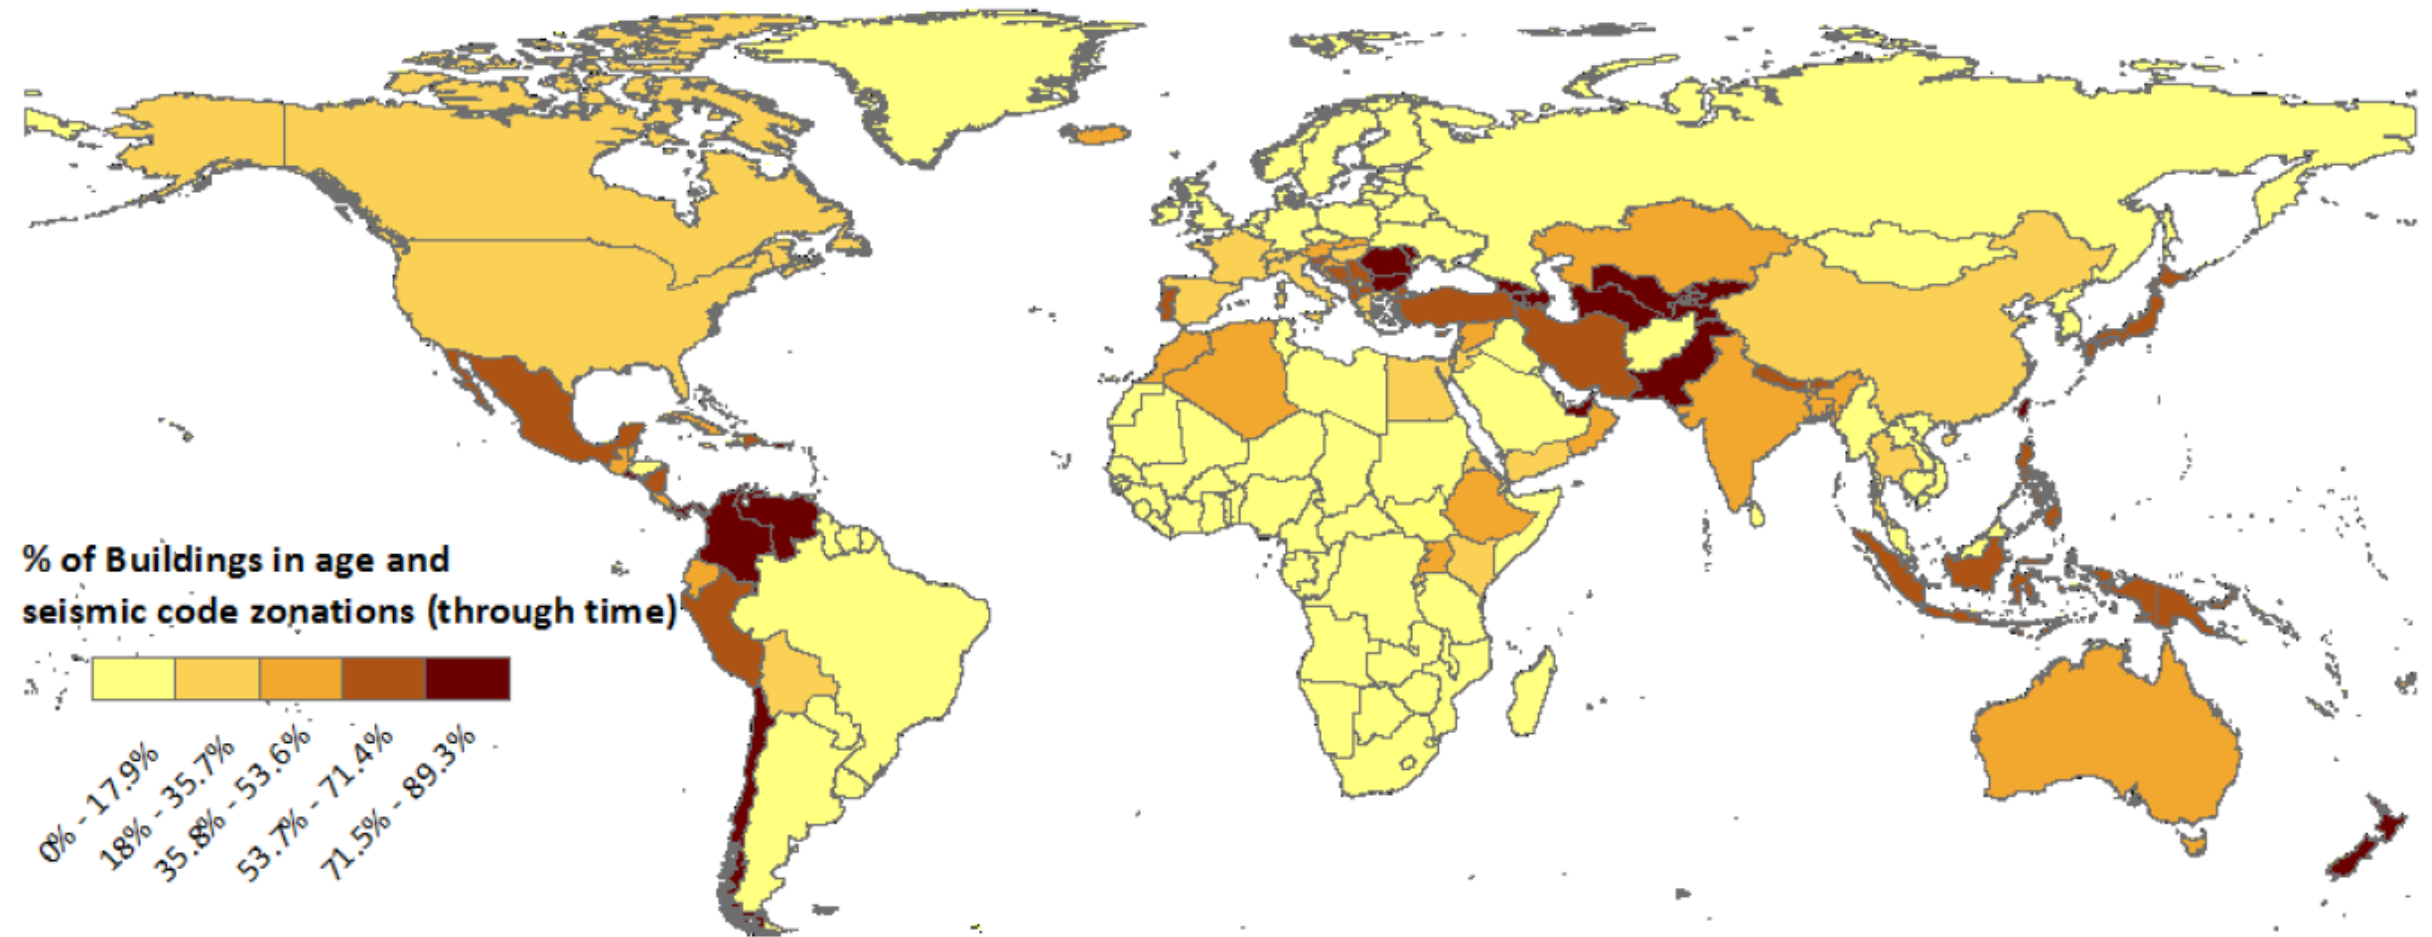 % of Buildings in age and
seismic code zonations (through time)
0% - 17.9%
18% - 35.7%
35.8% - 53.6%
53.7% - 71.4%
71.5% - 89.3%